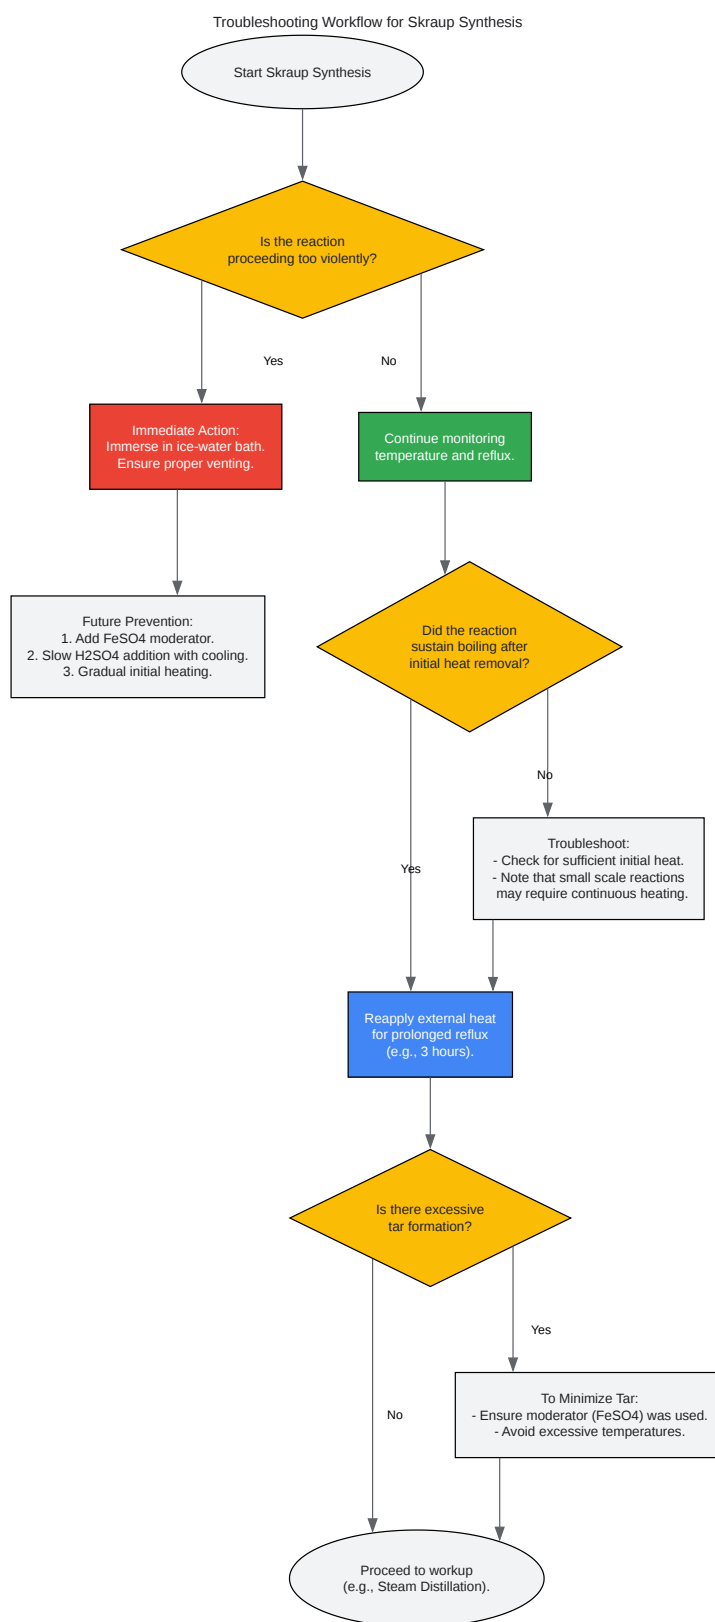 Troubleshooting Workflow for Skraup Synthesis
Start Skraup Synthesis
Is the reaction
proceeding too violently?
Yes
No
Immediate Action:
Immerse in ice-water bath.
Ensure proper venting.
Continue monitoring
temperature and reflux.
Future Prevention:
1. Add FeSO4 moderator.
2. Slow H2SO4 addition with cooling.
3. Gradual initial heating.
Did the reaction
sustain boiling after
initial heat removal?
No
Troubleshoot:
- Check for sufficient initial heat.
- Note that small scale reactions
may require continuous heating.
Yes
Reapply external heat
for prolonged reflux
(e.g., 3 hours).
Is there excessive
tar formation?
Yes
To Minimize Tar:
- Ensure moderator (FeSO4) was used.
- Avoid excessive temperatures.
No
Proceed to workup
(e.g., Steam Distillation).